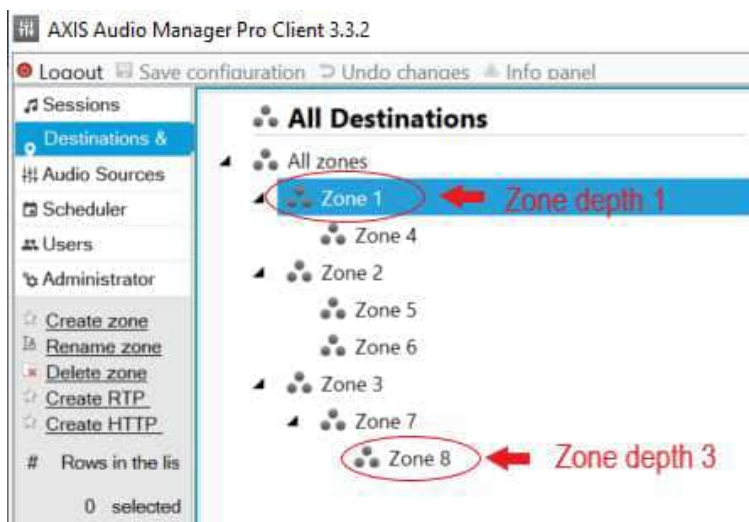 AXIS Audio Manager Pro Client 3.3.2
Logout Save configuration Undo changes Info panel
Sessions
Destinations &
Audio Sources
Scheduler
Users
Administrator
Create zone
Rename zone
Delete zone
Create RTP
Create HTTP
# Rows in the lis
0 selected
All Destinations
All zones
Zone 1 Zone depth 1
Zone 4
Zone 2
Zone 5
Zone 6
Zone 3
Zone 7
Zone 8 Zone depth 3